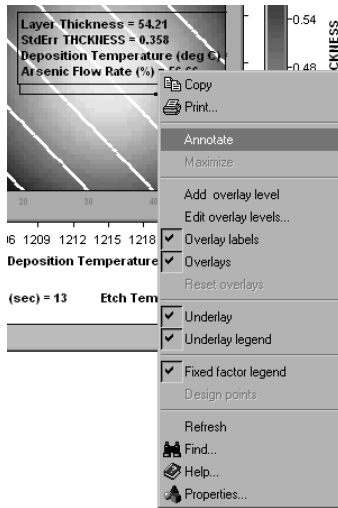 Layer Thickness = 54.21
StdErr THCKNESS = 0.358
Deposition Temperature (deg C)
Arsenic Flow Rate (%)
0.54
0.48
CKNESS
Copy
Print...
Annotate
Maximize
Add overlay level
Edit overlay levels...
Overlay labels
Overlays
Reset overlays
Underlay
Underlay legend
Fixed factor legend
Design points
Refresh
Find...
Help...
Properties...
20 30
1209 1212 1215 1218
Deposition Temperature
(sec) = 13 Etch Tem